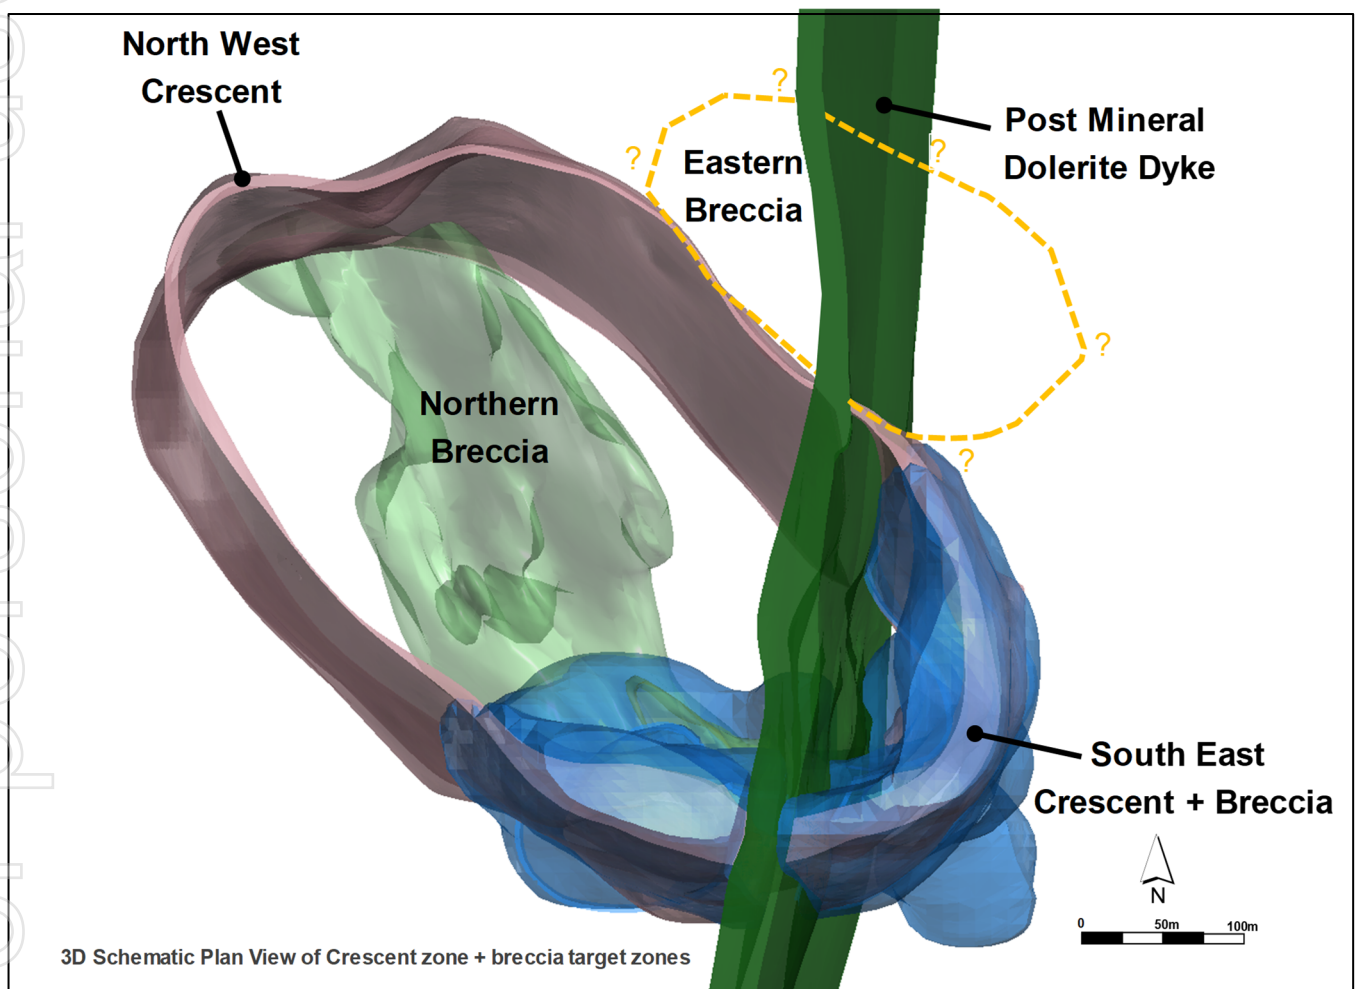 North West
Crescent
?
?
Eastern
Breccia
?
Post Mineral
Dolerite Dyke
?
?
Northern
Breccia
South East
Crescent + Breccia
N
0 50m 100m
3D Schematic Plan View of Crescent zone + breccia target zones